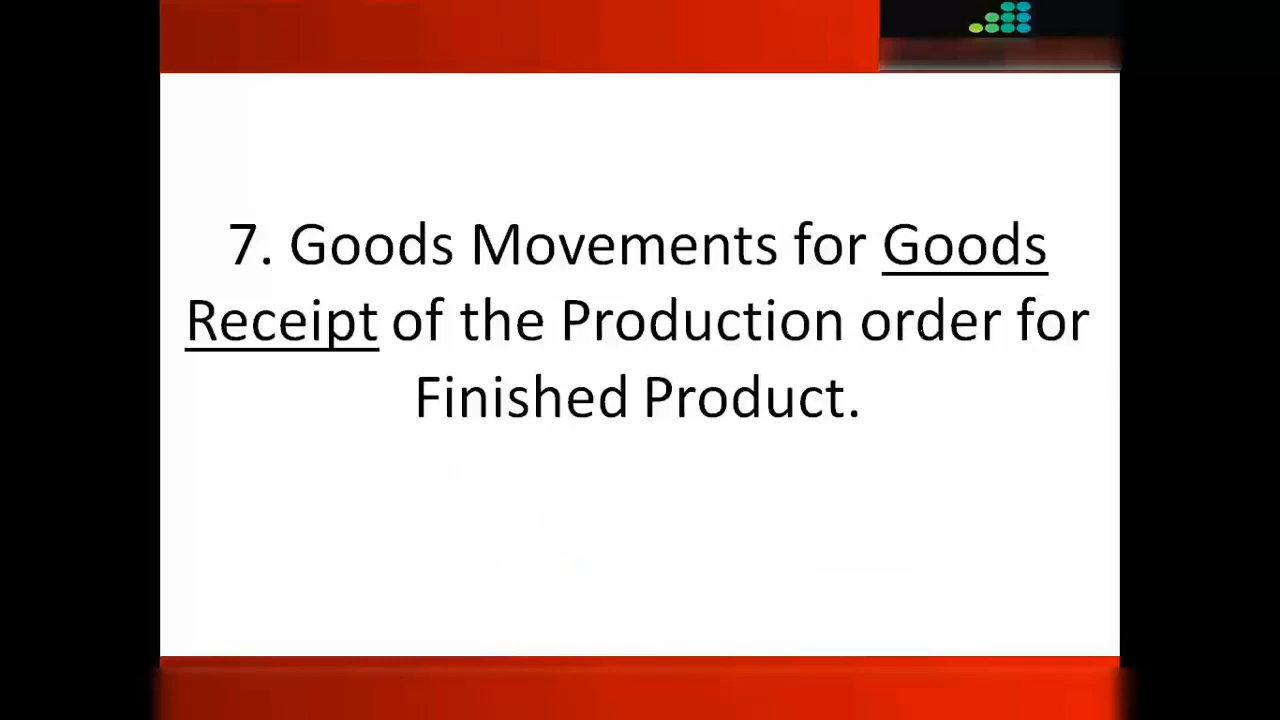 7. Goods Movements for Goods
Receipt of the Production order for
Finished Product.